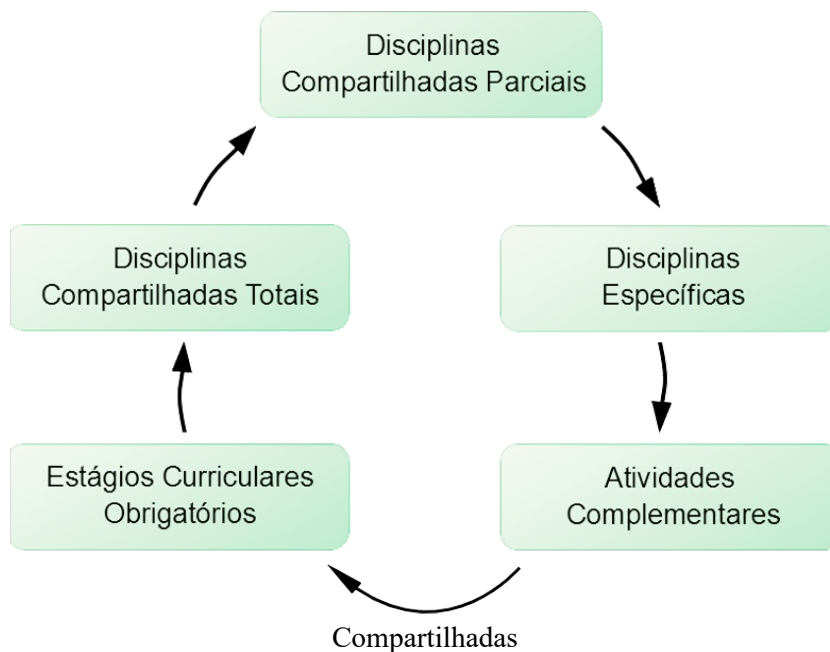 Disciplinas
Compartilhadas Parciais
Disciplinas
Compartilhadas Totais
Disciplinas
Específicas
Estágios Curriculares
Obrigatórios
Atividades
Complementares
Compartilhadas